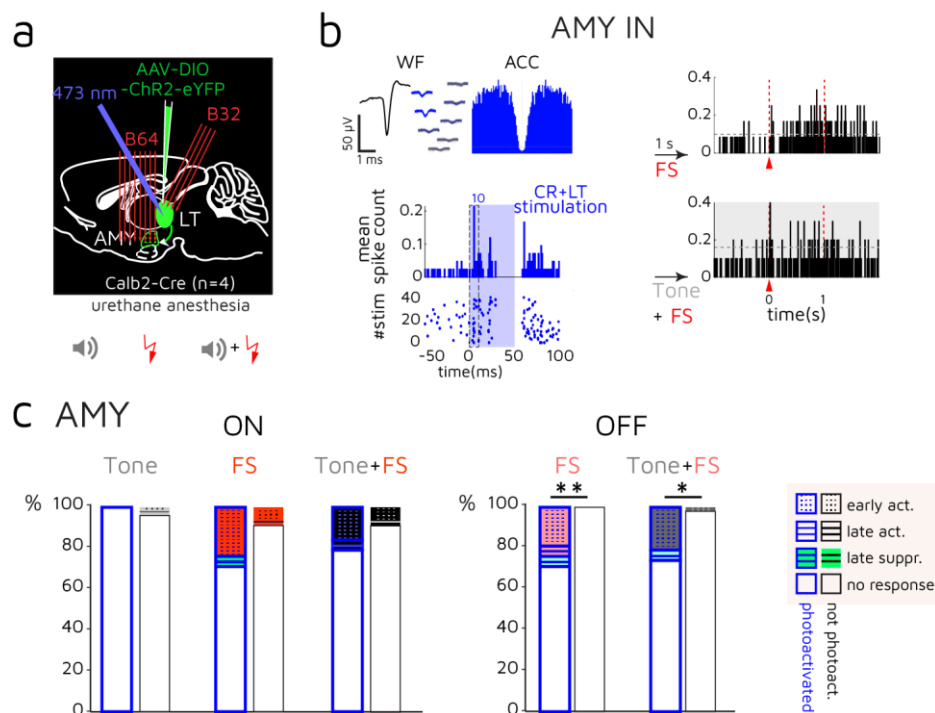 a
AAV-DIO
-ChR2-eYFP
473 nm
B32
B64
LT
AMY
Calb2-Cre (n=4)
urethane anesthesia
+
b
AMY IN
WF
ACC
50 µV
1 ms
mean
spike count
0.2
0.1
0
10
CR+LT
stimulation
#stim
40
20
0
-50
0
50
100
time(ms)
0.4
0.2
0
1 s
FS
0.4
0.2
0
Tone
+ FS
0
1
time(s)
c AMY
ON
OFF
Tone
FS
Tone+FS
FS
Tone+FS
**
*
%
100
80
60
40
20
0
%
100
80
60
40
20
0
early act.
late act.
late suppr.
no response
photoactivated
not photoact.